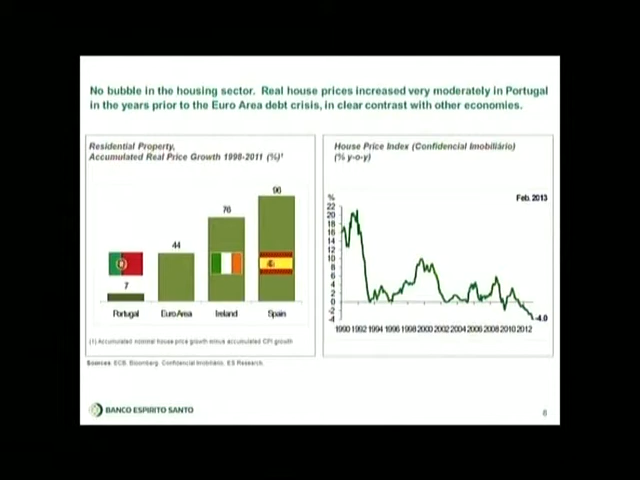 No bubble in the housing sector. Real house prices increased very moderately in Portugal
in the years prior to the Euro Area debt crisis, in clear contrast with other economies.
Residential Property,
Accumulated Real Price Growth 1996-2011 (%)¹
96
76
44
7
Portugal
Euro Area
Ireland
Spain
(1) Accumulated nominal house price growth minus accumulated CPI growth
House Price Index (Confidencial Imobiliário)
(% y-o-y)
%
Feb. 2013
22
20
18
16
14
12
10
8
6
4
2
0
-2
-4
-4.0
1990 1992 1994 1996 1998 2000 2002 2004 2006 2008 2010 2012
Sources: ECB, Bloomberg, Confidencial Imobiliário, ES Research.
BANCO ESPIRITO SANTO
8